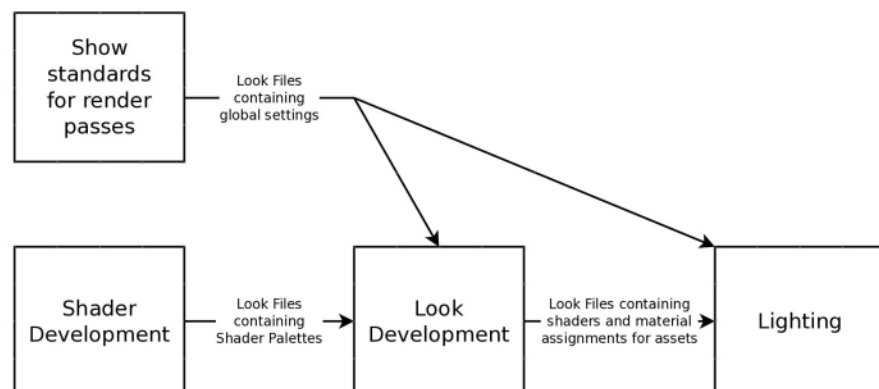 Show
standards
for render
passes
Look Files
containing
global settings
Shader
Development
Look Files
containing
Shader Palettes
Look
Development
Look Files containing
shaders and material
assignments for assets
Lighting